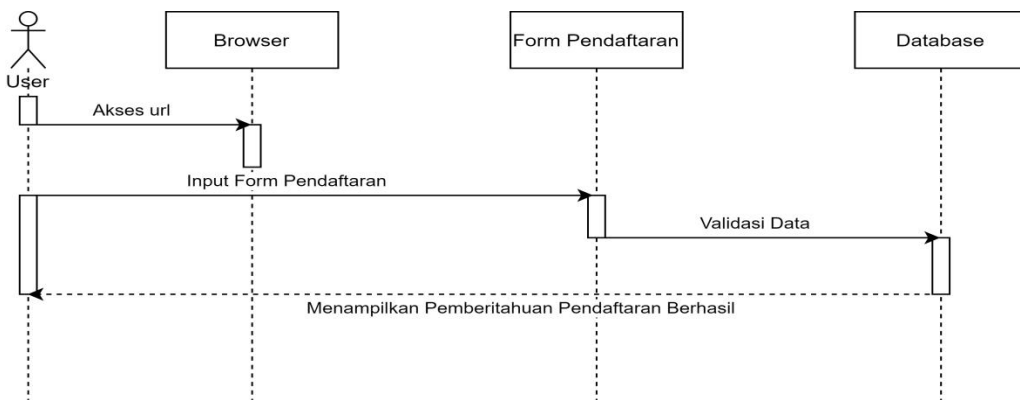 Browser
Form Pendaftaran
Database
User
Akses url
Input Form Pendaftaran
Validasi Data
Menampilkan Pemberitahuan Pendaftaran Berhasil